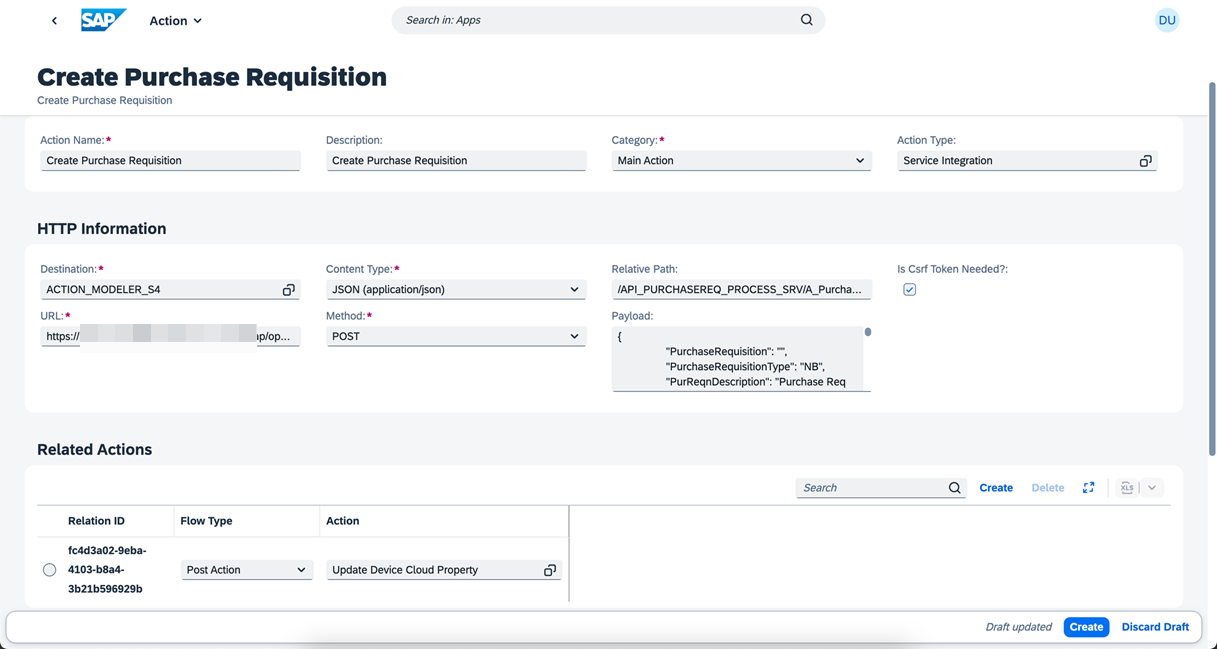 SAP
Action
Search in: Apps
DU
Create Purchase Requisition
Create Purchase Requisition
Action Name:*
Description:
Category:*
Action Type:
Create Purchase Requisition
Create Purchase Requisition
Main Action
Service Integration
HTTP Information
Destination:*
Content Type:*
Relative Path:
Is Csrf Token Needed?:
ACTION_MODELER_S4
JSON (application/json)
/API_PURCHASEREQ_PROCESS_SRV/A_Purcha...
URL:*
Method:*
Payload:
https://
ap/op...
POST
{
"PurchaseRequisition": "",
"PurchaseRequisitionType": "NB",
"PurReqnDescription": "Purchase Req
Related Actions
Search
Create
Delete
XLS
Relation ID
Flow Type
Action
fc4d3a02-9eba-
4103-b8a4-
3b21b596929b
Post Action
Update Device Cloud Property
Draft updated
Create
Discard Draft